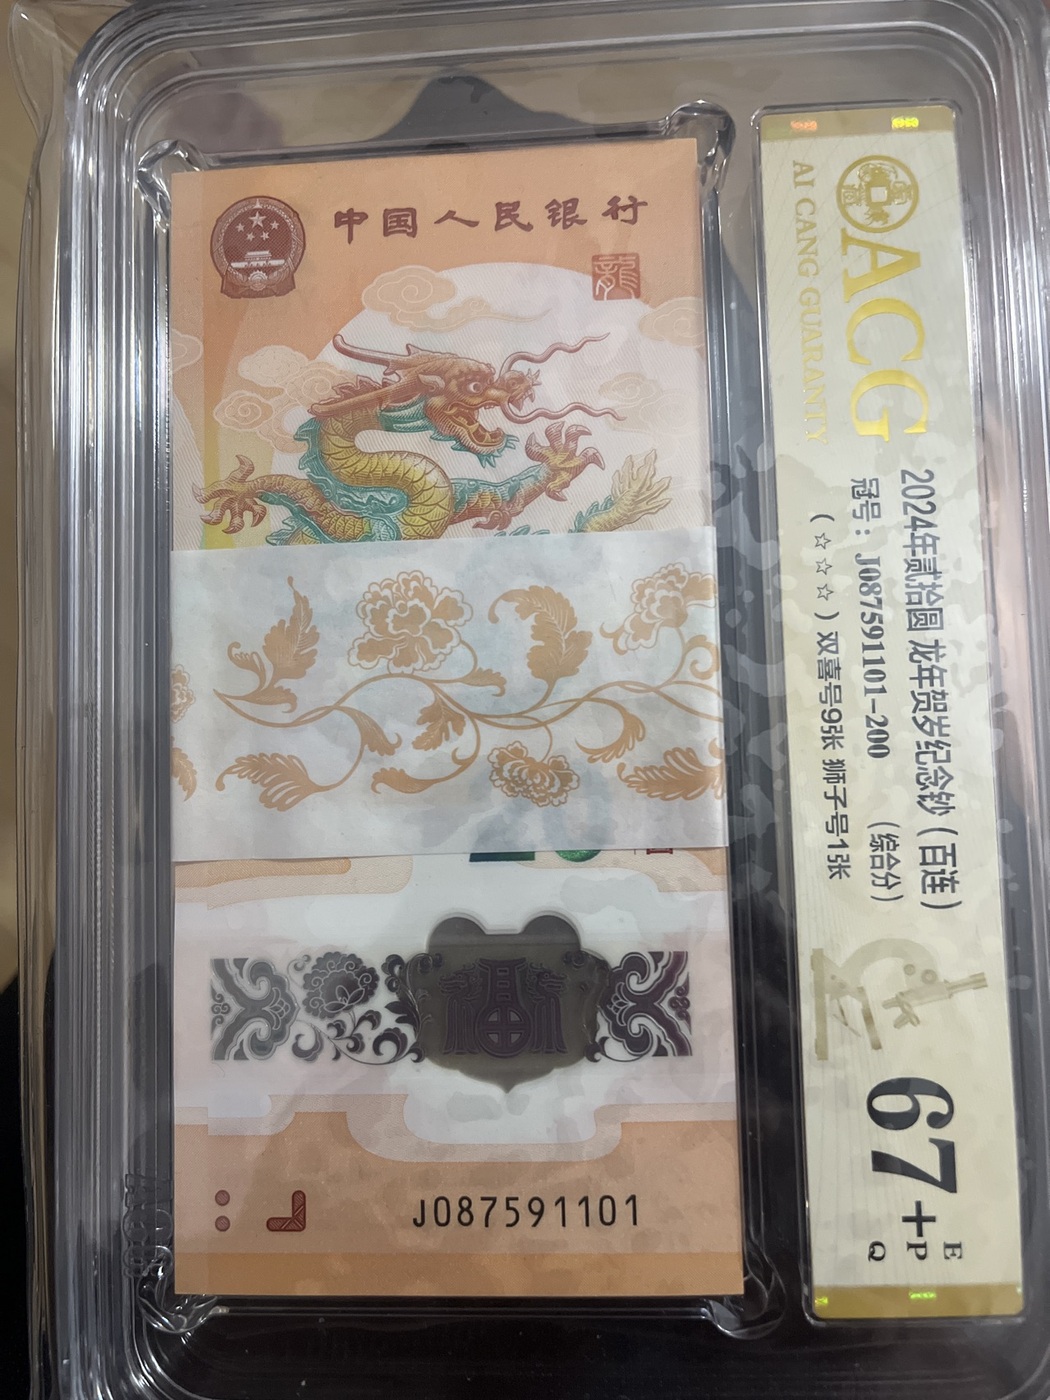 中国人民银行
龍
福
J087591101
ACG
AI CANG GUARANTY
2024年贰拾圆 龙年贺岁纪念钞（百连）
冠号：J087591101-200 （综合分）
（☆☆☆）双喜号9张 狮子号1张
67+
E
P
Q